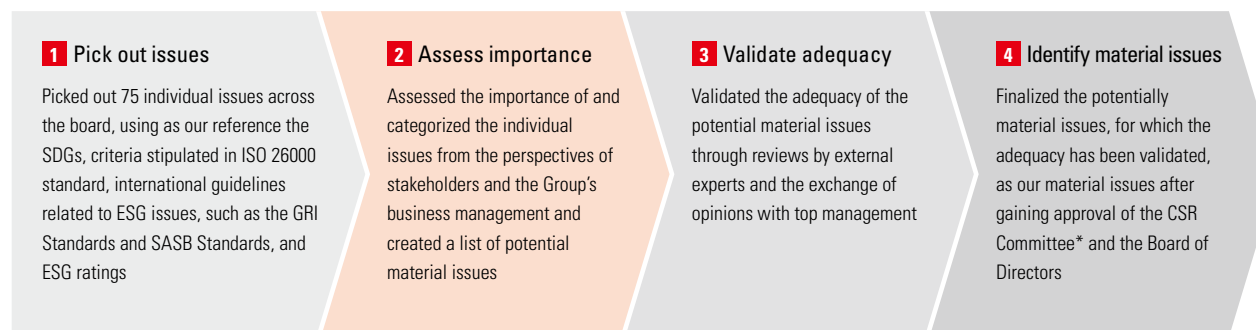 1 Pick out issues
Picked out 75 individual issues across
the board, using as our reference the
SDGs, criteria stipulated in ISO 26000
standard, international guidelines
related to ESG issues, such as the GRI
Standards and SASB Standards, and
ESG ratings
2 Assess importance
Assessed the importance of and
categorized the individual
issues from the perspectives of
stakeholders and the Group's
business management and
created a list of potential
material issues
3 Validate adequacy
Validated the adequacy of the
potential material issues
through reviews by external
experts and the exchange of
opinions with top management
4 Identify material issues
Finalized the potentially
material issues, for which the
adequacy has been validated,
as our material issues after
gaining approval of the CSR
Committee* and the Board of
Directors